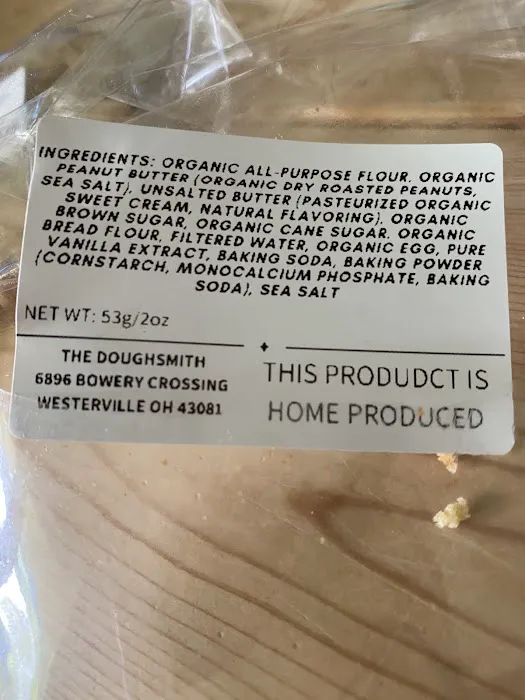 INGREDIENTS: ORGANIC ALL-PURPOSE FLOUR, ORGANIC
PEANUT BUTTER (ORGANIC DRY ROASTED PEANUTS,
SEA SALT), UNSALTED BUTTER (PASTEURIZED ORGANIC
SWEET CREAM, NATURAL FLAVORING), ORGANIC
BROWN SUGAR, ORGANIC CANE SUGAR, ORGANIC
BREAD FLOUR, FILTERED WATER, ORGANIC EGG, PURE
VANILLA EXTRACT, BAKING SODA, BAKING POWDER
(CORNSTARCH, MONOCALCIUM PHOSPHATE, BAKING
SODA), SEA SALT
NET WT: 53g/2oz
THE DOUGHSMITH
6896 BOWERY CROSSING
WESTERVILLE OH 43081
THIS PRODUDCT IS
HOME PRODUCED